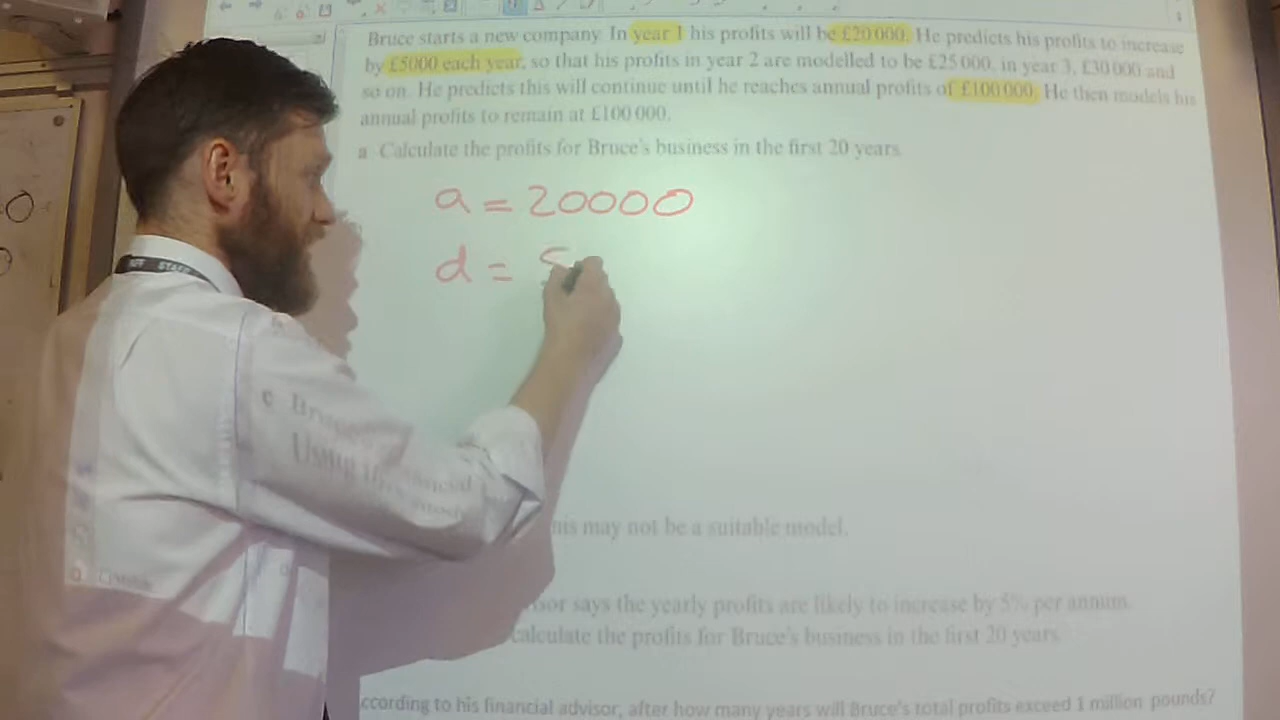 Bruce starts a new company. In year 1 his profits will be £20 000. He predicts his profits to increase
by £5000 each year, so that his profits in year 2 are modelled to be £25 000, in year 3, £30 000 and
so on. He predicts this will continue until he reaches annual profits of £100 000. He then models his
annual profits to remain at £100 000.
a Calculate the profits for Bruce's business in the first 20 years.
a = 20000
d = 5
STAFF
c Bruce's
Using this
may not be a suitable model.
says the yearly profits are likely to increase by 5% per annum.
calculate the profits for Bruce's business in the first 20 years.
ccording to his financial advisor, after how many years will Bruce's total profits exceed 1 million pounds?